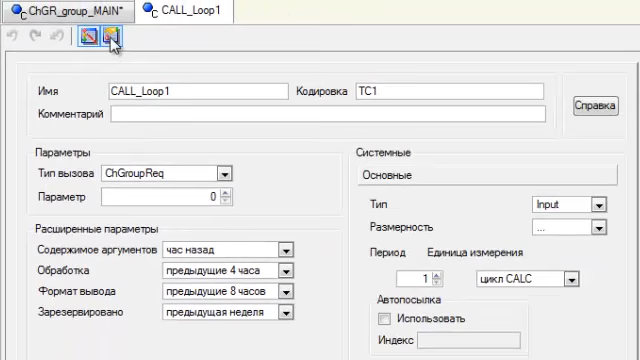 ChGR_group_MAIN*
CALL_Loop1
Имя CALL_Loop1 Кодировка TC1
Справка
Комментарий
Параметры
Тип вызова ChGroupReq
Параметр 0
Расширенные параметры
Содержимое аргументов час назад
Обработка предыдущие 4 часа
Формат вывода предыдущие 8 часов
Зарезервировано предыдущая неделя
Системные
Основные
Тип Input
Размерность ...
Период Единица измерения
1 цикл CALC
Автопосылка
Использовать
Индекс